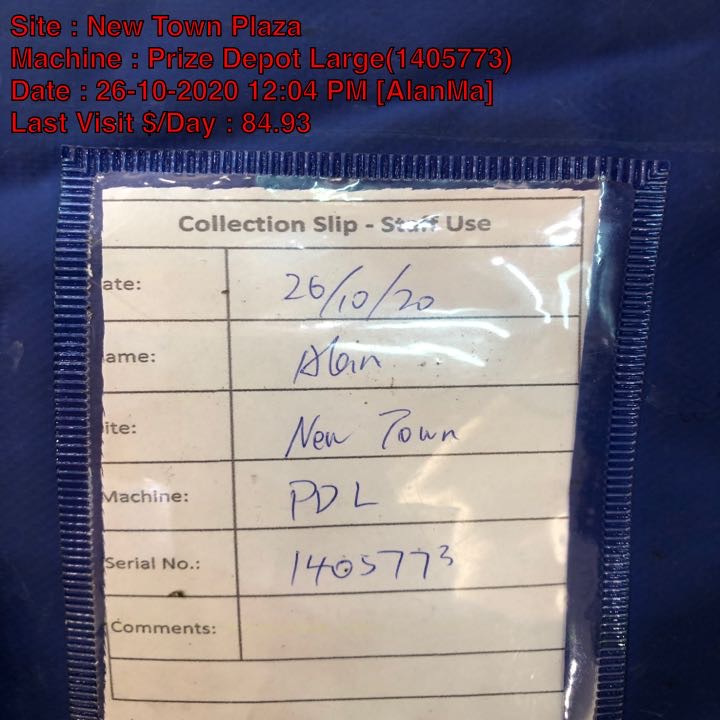 Site : New Town Plaza
Machine : Prize Depot Large(1405773)
Date : 26-10-2020 12:04 PM [AlanMa]
Last Visit $/Day : 84.93
Collection Slip - Staff Use
ate: 26/10/20
ame: Alan
ite: New Town
Machine: PDL
Serial No.: 1405773
Comments: